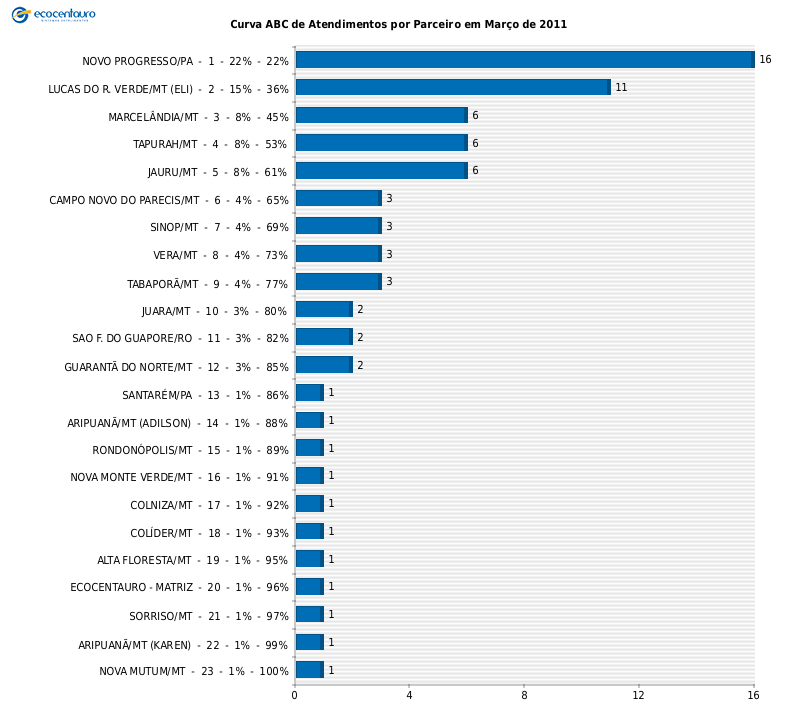 ecocentauro
Curva ABC de Atendimentos por Parceiro em Março de 2011
NOVO PROGRESSO/PA - 1 - 22% - 22% 16
LUCAS DO R. VERDE/MT (ELI) - 2 - 15% - 36% 11
MARCELÂNDIA/MT - 3 - 8% - 45% 6
TAPURAH/MT - 4 - 8% - 53% 6
JAURU/MT - 5 - 8% - 61% 6
CAMPO NOVO DO PARECIS/MT - 6 - 4% - 65% 3
SINOP/MT - 7 - 4% - 69% 3
VERA/MT - 8 - 4% - 73% 3
TABAPORÃ/MT - 9 - 4% - 77% 3
JUARA/MT - 10 - 3% - 80% 2
SAO F. DO GUAPORE/RO - 11 - 3% - 82% 2
GUARANTÃ DO NORTE/MT - 12 - 3% - 85% 2
SANTARÉM/PA - 13 - 1% - 86% 1
ARIPUANÃ/MT (ADILSON) - 14 - 1% - 88% 1
RONDONÓPOLIS/MT - 15 - 1% - 89% 1
NOVA MONTE VERDE/MT - 16 - 1% - 91% 1
COLNIZA/MT - 17 - 1% - 92% 1
COLÍDER/MT - 18 - 1% - 93% 1
ALTA FLORESTA/MT - 19 - 1% - 95% 1
ECOCENTAURO - MATRIZ - 20 - 1% - 96% 1
SORRISO/MT - 21 - 1% - 97% 1
ARIPUANÃ/MT (KAREN) - 22 - 1% - 99% 1
NOVA MUTUM/MT - 23 - 1% - 100% 1
0 4 8 12 16